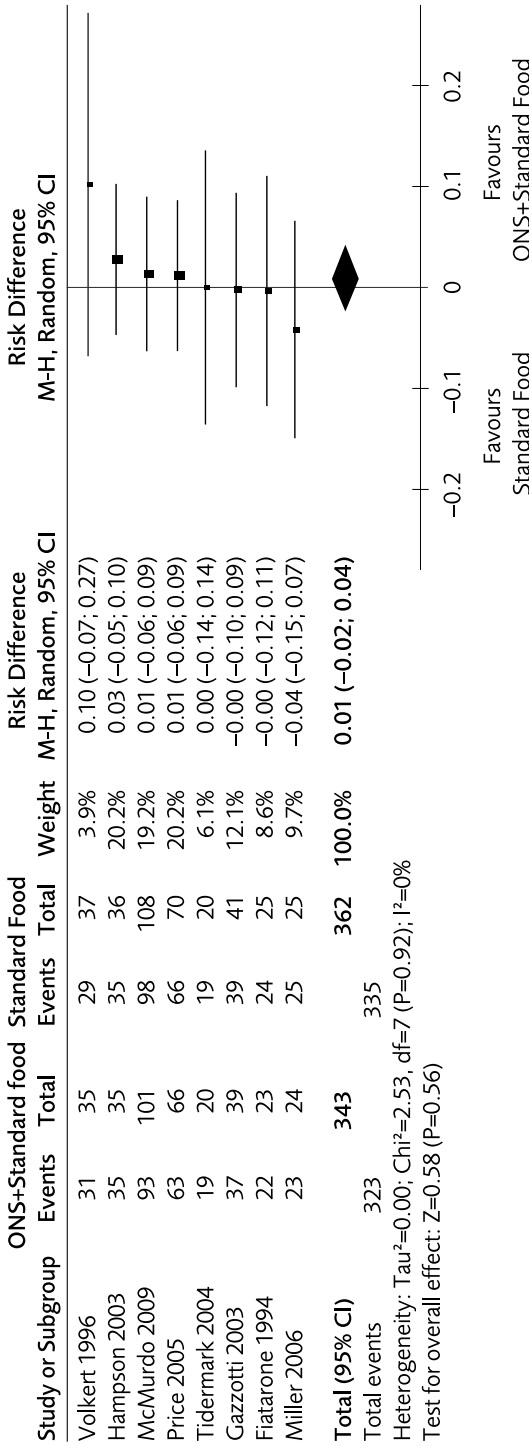 ONS+Standard food Standard Food Risk Difference Risk Difference
Study or Subgroup Events Total Events Total Weight M-H, Random, 95% CI M-H, Random, 95% CI
Volkert 1996 31 35 29 37 3.9% 0.10 (−0.07; 0.27)
Hampson 2003 35 35 35 36 20.2% 0.03 (−0.05; 0.10)
McMurdo 2009 93 101 98 108 19.2% 0.01 (−0.06; 0.09)
Price 2005 63 66 66 70 20.2% 0.01 (−0.06; 0.09)
Tidermark 2004 19 20 19 20 6.1% 0.00 (−0.14; 0.14)
Gazzotti 2003 37 39 39 41 12.1% −0.00 (−0.10; 0.09)
Fiatarone 1994 22 23 24 25 8.6% −0.00 (−0.12; 0.11)
Miller 2006 23 24 25 25 9.7% −0.04 (−0.15; 0.07)
Total (95% CI) 343 362 100.0% 0.01 (−0.02; 0.04)
Total events 323 335
Heterogeneity: Tau²=0.00; Chi²=2.53, df=7 (P=0.92); I²=0%
Test for overall effect: Z=0.58 (P=0.56)
−0.2 −0.1 0 0.1 0.2
Favours Favours
Standard Food ONS+Standard Food